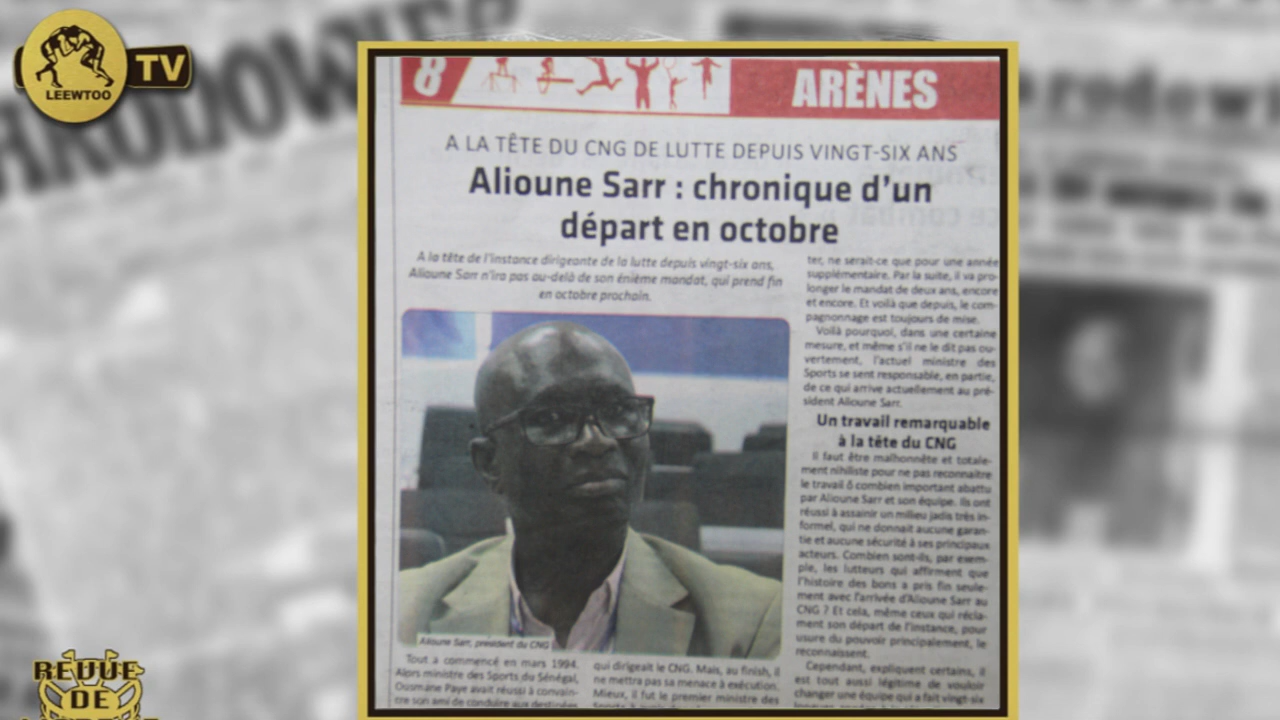 LEEWTOO
TV
8
ARÈNES
A LA TÊTE DU CNG DE LUTTE DEPUIS VINGT-SIX ANS
Alioune Sarr : chronique d'un
départ en octobre
A la tête de l'instance dirigeante de la lutte depuis vingt-six ans,
Alioune Sarr n'ira pas au-delà de son énième mandat, qui prend fin
en octobre prochain.
Alioune Sarr, président du CNG
Tout a commencé en mars 1994.
Alors ministre des Sports du Sénégal,
Ousmane Paye avait réussi à convain-
cre son ami de conduire aux destinées
qui dirigeait le CNG. Mais, au finish, il
ne mettra pas sa menace à exécution.
Mieux, il fut le premier ministre des
ter, ne serait-ce que pour une année
supplémentaire. Par la suite, il va pro-
longer le mandat de deux ans, encore
et encore. Et voilà que depuis, le com-
pagnonnage est toujours de mise.
Voilà pourquoi, dans une certaine
mesure, et même s'il ne le dit pas ou-
vertement, l'actuel ministre des
Sports se sent responsable, en partie,
de ce qui arrive actuellement au pré-
sident Alioune Sarr.
Un travail remarquable
à la tête du CNG
Il faut être malhonnête et totale-
ment nihiliste pour ne pas reconnaître
le travail ô combien important abattu
par Alioune Sarr et son équipe. Ils ont
réussi à assainir un milieu jadis très in-
formel, qui ne donnait aucune garan-
tie et aucune sécurité à ses principaux
acteurs. Combien sont-ils, par exem-
ple, les lutteurs qui affirment que
l'histoire des bons a pris fin seule-
ment avec l'arrivée d'Alioune Sarr au
CNG ? Et cela, même ceux qui récla-
ment son départ de l'instance, pour
usure du pouvoir principalement, le
reconnaissent.
Cependant, expliquent certains, il
est tout aussi légitime de vouloir
changer une équipe qui a fait vingt-six
REVUE
DE